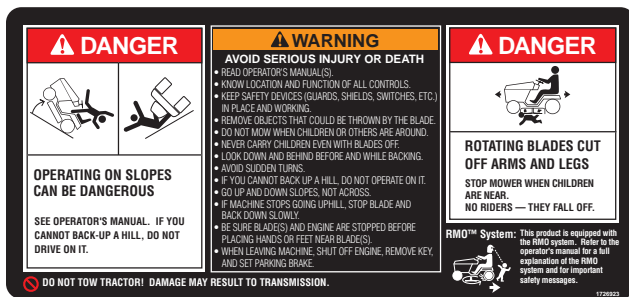 DANGER
OPERATING ON SLOPES
CAN BE DANGEROUS
SEE OPERATOR'S MANUAL. IF YOU
CANNOT BACK-UP A HILL, DO NOT
DRIVE ON IT.
WARNING
AVOID SERIOUS INJURY OR DEATH
• READ OPERATOR'S MANUAL(S).
• KNOW LOCATION AND FUNCTION OF ALL CONTROLS.
• KEEP SAFETY DEVICES (GUARDS, SHIELDS, SWITCHES, ETC.)
IN PLACE AND WORKING.
• REMOVE OBJECTS THAT COULD BE THROWN BY THE BLADE.
• DO NOT MOW WHEN CHILDREN OR OTHERS ARE AROUND.
• NEVER CARRY CHILDREN EVEN WITH BLADES OFF.
• LOOK DOWN AND BEHIND BEFORE AND WHILE BACKING.
• AVOID SUDDEN TURNS.
• IF YOU CANNOT BACK UP A HILL, DO NOT OPERATE ON IT.
• GO UP AND DOWN SLOPES, NOT ACROSS.
• IF MACHINE STOPS GOING UPHILL, STOP BLADE AND
BACK DOWN SLOWLY.
• BE SURE BLADE(S) AND ENGINE ARE STOPPED BEFORE
PLACING HANDS OR FEET NEAR BLADE(S).
• WHEN LEAVING MACHINE, SHUT OFF ENGINE, REMOVE KEY,
AND SET PARKING BRAKE.
DANGER
ROTATING BLADES CUT
OFF ARMS AND LEGS
STOP MOWER WHEN CHILDREN
ARE NEAR.
NO RIDERS — THEY FALL OFF.
RMO™ System: This product is equipped with
the RMO system. Refer to the
operator's manual for a full
explanation of the RMO
system and for important
safety messages.
DO NOT TOW TRACTOR! DAMAGE MAY RESULT TO TRANSMISSION.
1726923